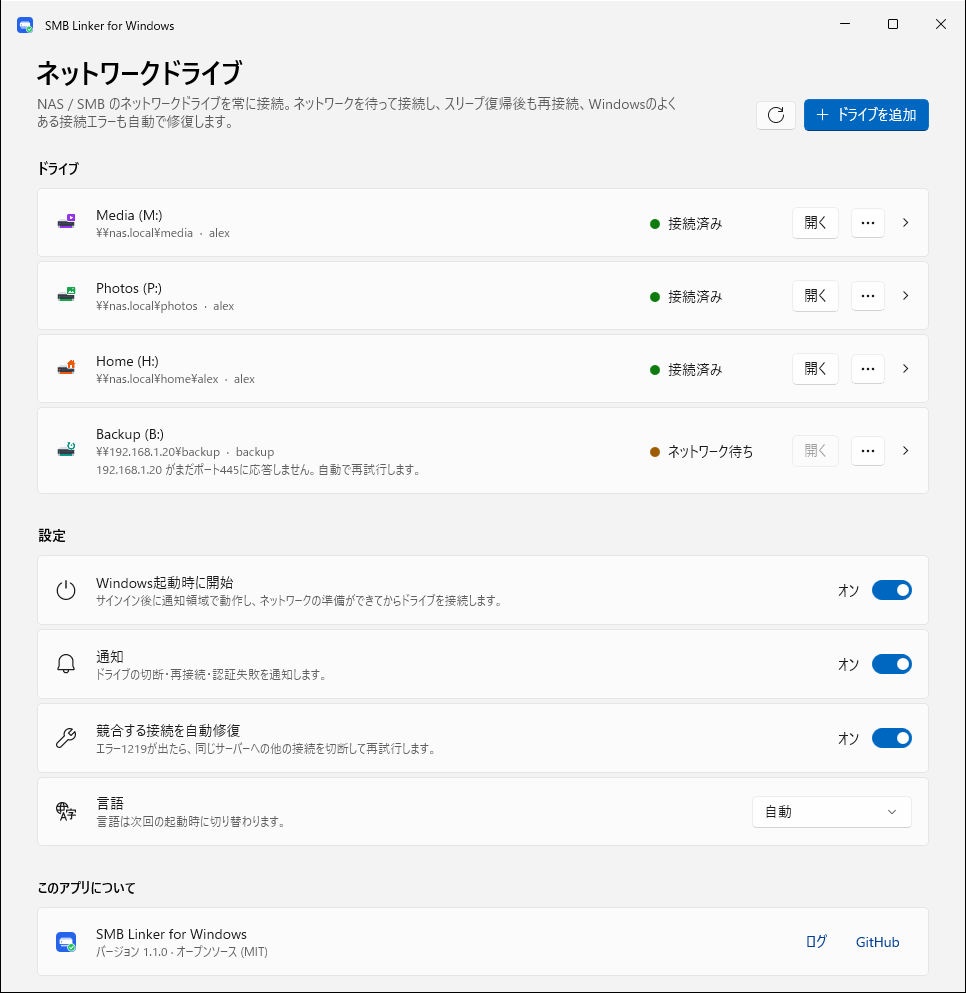 SMB Linker for Windows
ネットワークドライブ
NAS / SMB のネットワークドライブを常に接続。ネットワークを待って接続し、スリープ復帰後も再接続、Windowsのよく
ある接続エラーも自動で修復します。
ドライブを追加
ドライブ
Media (M:)
¥¥nas.local¥media · alex
接続済み
開く
Photos (P:)
¥¥nas.local¥photos · alex
接続済み
開く
Home (H:)
¥¥nas.local¥home¥alex · alex
接続済み
開く
Backup (B:)
¥¥192.168.1.20¥backup · backup
192.168.1.20 がまだポート445に応答しません。自動で再試行します。
ネットワーク待ち
開く
設定
Windows起動時に開始
サインイン後に通知領域で動作し、ネットワークの準備ができてからドライブを接続します。
オン
通知
ドライブの切断・再接続・認証失敗を通知します。
オン
競合する接続を自動修復
エラー1219が出たら、同じサーバーへの他の接続を切断して再試行します。
オン
言語
言語は次回の起動時に切り替わります。
自動
このアプリについて
SMB Linker for Windows
バージョン 1.1.0 · オープンソース (MIT)
ログ
GitHub